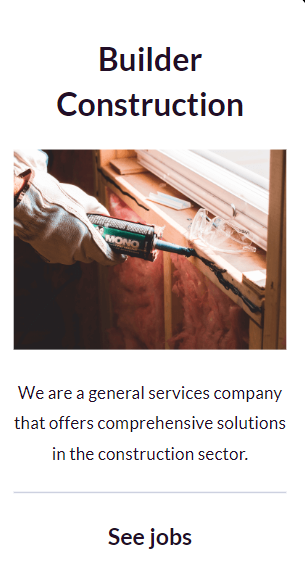 Builder
Construction
MONO
We are a general services company
that offers comprehensive solutions
in the construction sector.
See jobs